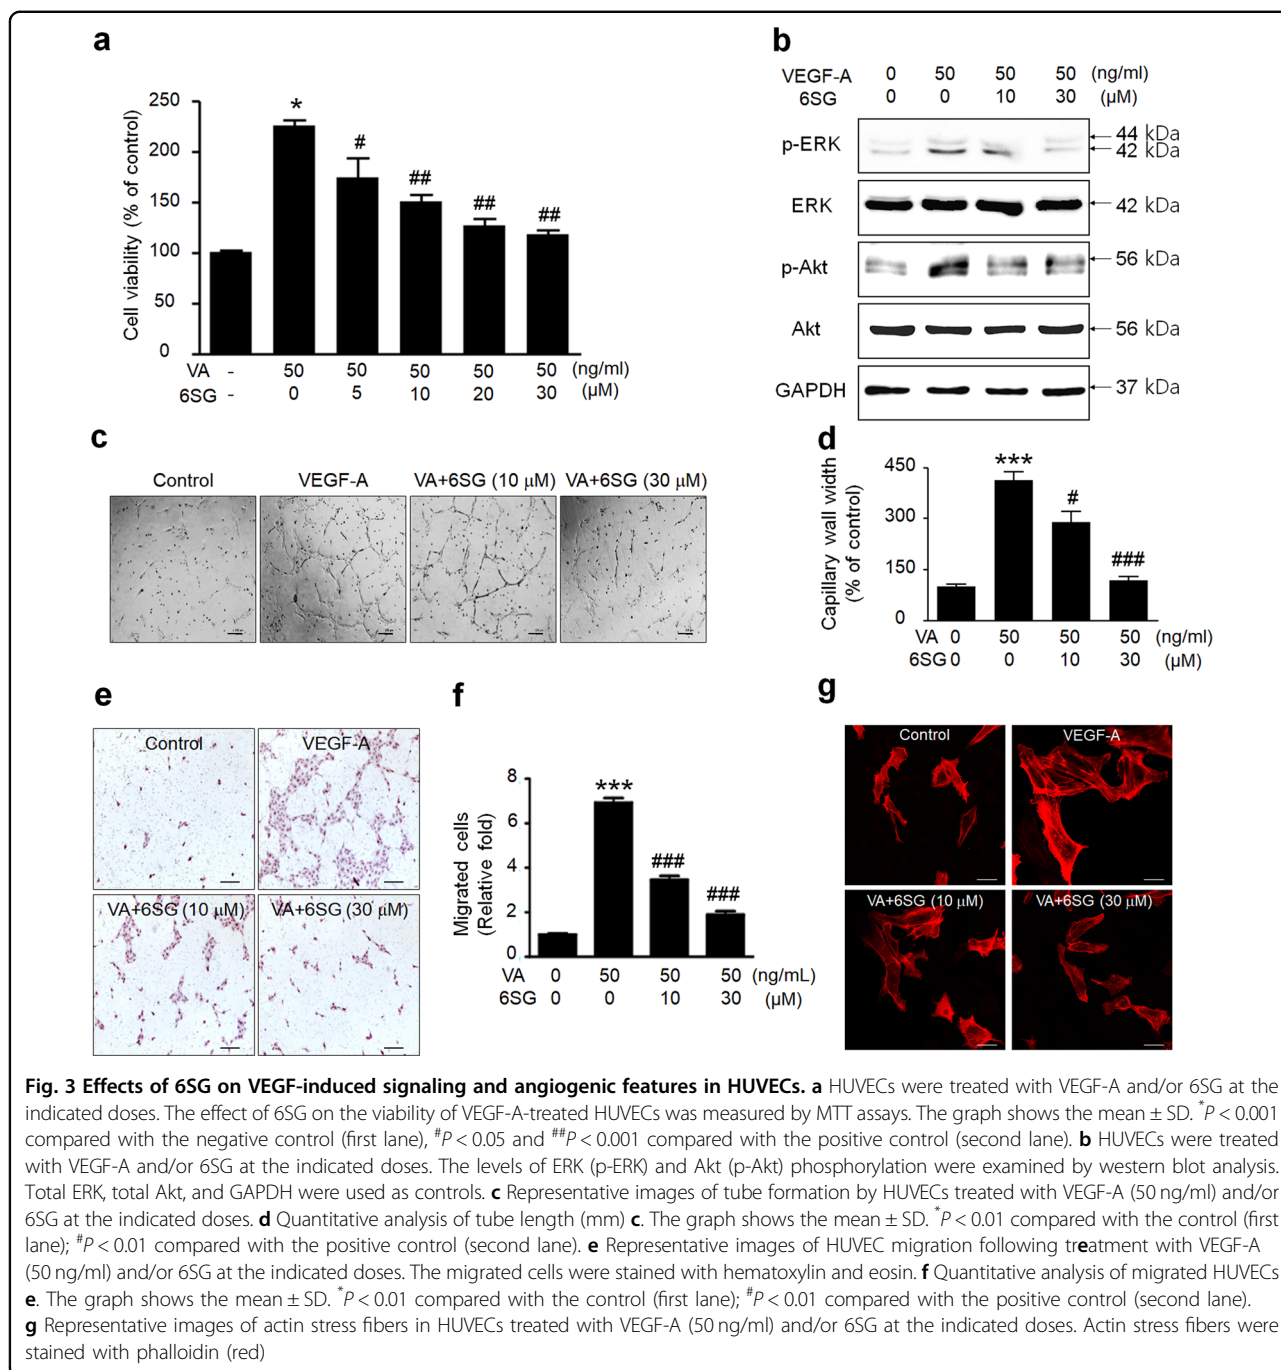 a
Cell viability (% of control)
250
200
150
100
50
0
*
#
##
##
##
VA - 50 50 50 50 50 (ng/ml)
6SG - 0 5 10 20 30 (µM)
b
VEGF-A 0 50 50 50 (ng/ml)
6SG 0 0 10 30 (µM)
p-ERK
44 kDa
42 kDa
ERK
42 kDa
p-Akt
56 kDa
Akt
56 kDa
GAPDH
37 kDa
c
Control VEGF-A VA+6SG (10 µM) VA+6SG (30 µM)
d
Capillary wall width
(% of control)
450
300
150
0
***
#
###
VA 0 50 50 50 (ng/ml)
6SG 0 0 10 30 (µM)
e
Control VEGF-A
VA+6SG (10 µM) VA+6SG (30 µM)
f
Migrated cells
(Relative fold)
8
6
4
2
0
***
###
###
VA 0 50 50 50 (ng/mL)
6SG 0 0 10 30 (µM)
g
Control VEGF-A
VA+6SG (10 µM) VA+6SG (30 µM)
Fig. 3 Effects of 6SG on VEGF-induced signaling and angiogenic features in HUVECs. a HUVECs were treated with VEGF-A and/or 6SG at the
indicated doses. The effect of 6SG on the viability of VEGF-A-treated HUVECs was measured by MTT assays. The graph shows the mean ± SD. *P < 0.001
compared with the negative control (first lane), #P < 0.05 and ##P < 0.001 compared with the positive control (second lane). b HUVECs were treated
with VEGF-A and/or 6SG at the indicated doses. The levels of ERK (p-ERK) and Akt (p-Akt) phosphorylation were examined by western blot analysis.
Total ERK, total Akt, and GAPDH were used as controls. c Representative images of tube formation by HUVECs treated with VEGF-A (50 ng/ml) and/or
6SG at the indicated doses. d Quantitative analysis of tube length (mm) c. The graph shows the mean ± SD. *P < 0.01 compared with the control (first
lane); #P < 0.01 compared with the positive control (second lane). e Representative images of HUVEC migration following treatment with VEGF-A
(50 ng/ml) and/or 6SG at the indicated doses. The migrated cells were stained with hematoxylin and eosin. f Quantitative analysis of migrated HUVECs
e. The graph shows the mean ± SD. *P < 0.01 compared with the control (first lane); #P < 0.01 compared with the positive control (second lane).
g Representative images of actin stress fibers in HUVECs treated with VEGF-A (50 ng/ml) and/or 6SG at the indicated doses. Actin stress fibers were
stained with phalloidin (red)